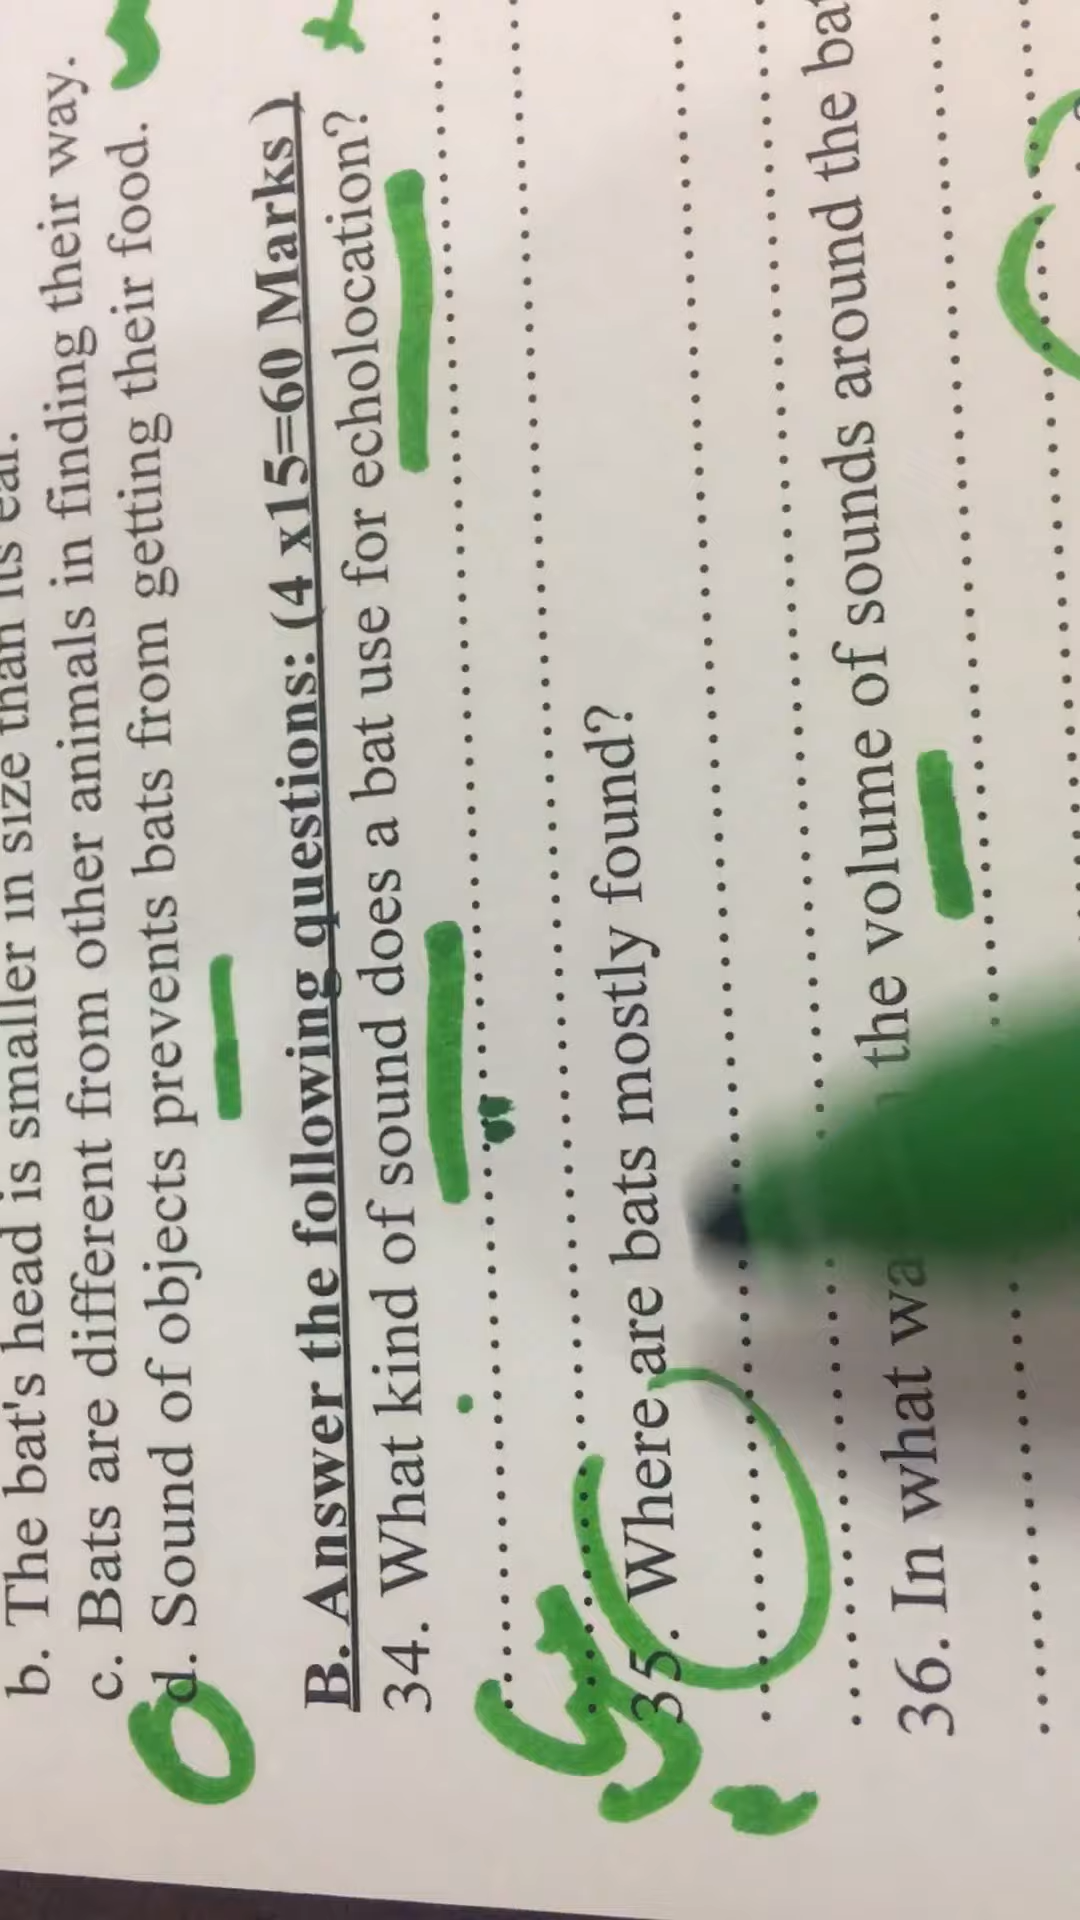 b. The bat's head is smaller in size than its ear.
c. Bats are different from other animals in finding their way.
d. Sound of objects prevents bats from getting their food.
B. Answer the following questions: (4 x15=60 Marks)
34. What kind of sound does a bat use for echolocation?
35. Where are bats mostly found?
36. In what the volume of sounds around the